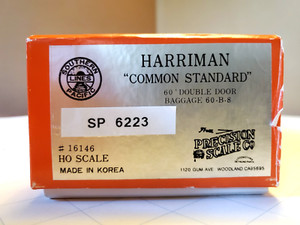 SOUTHERN
LINES
PACIFIC
HARRIMAN
"COMMON STANDARD"
60' DOUBLE DOOR
BAGGAGE 60-B-8
SP 6223
# 16146
HO SCALE
MADE IN KOREA
From
PRECISION
SCALE CO
1120 GUM AVE WOODLAND CA 95695